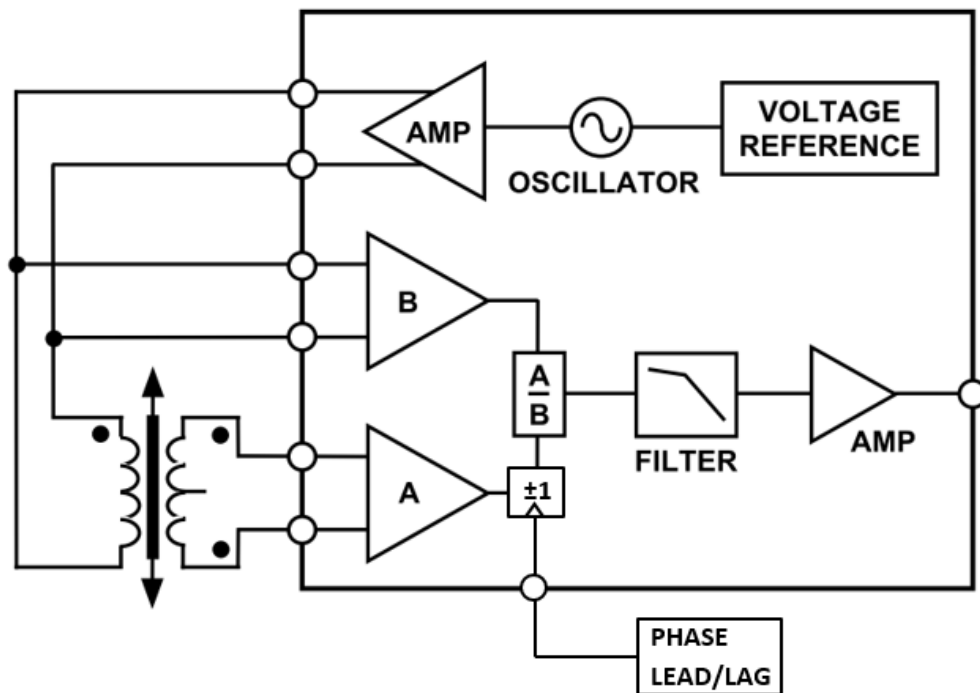 AMP
OSCILLATOR
VOLTAGE
REFERENCE
B
A
B
FILTER
AMP
A
±1
PHASE
LEAD/LAG